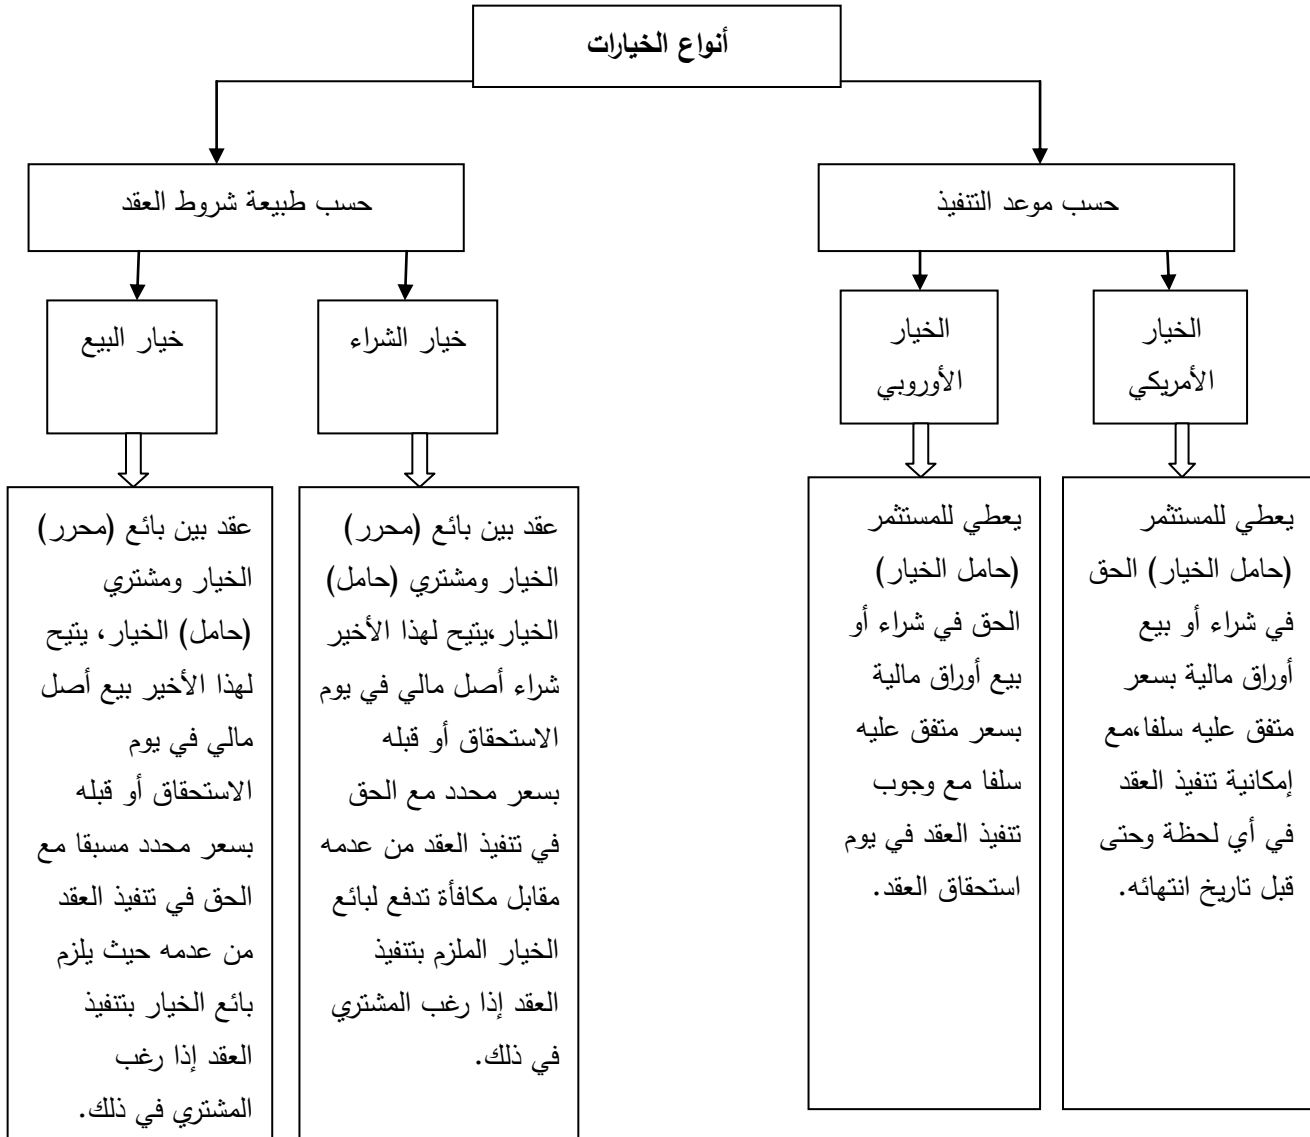 أنواع الخيارات
حسب موعد التنفيذ
حسب طبيعة شروط العقد
الخيار
الأمريكي
الخيار
الأوروبي
خيار الشراء
خيار البيع
يعطي للمستثمر
(حامل الخيار) الحق
في شراء أو بيع
أوراق مالية بسعر
متفق عليه سلفا،مع
إمكانية تنفيذ العقد
في أي لحظة وحتى
قبل تاريخ انتهائه.
يعطي للمستثمر
(حامل الخيار)
الحق في شراء أو
بيع أوراق مالية
بسعر متفق عليه
سلفا مع وجوب
تنفيذ العقد في يوم
استحقاق العقد.
عقد بين بائع (محرر)
الخيار ومشتري (حامل)
الخيار،يتيح لهذا الأخير
شراء أصل مالي في يوم
الاستحقاق أو قبله
بسعر محدد مع الحق
في تنفيذ العقد من عدمه
مقابل مكافأة تدفع لبائع
الخيار الملزم بتنفيذ
العقد إذا رغب المشتري
في ذلك.
عقد بين بائع (محرر)
الخيار ومشتري
(حامل) الخيار، يتيح
لهذا الأخير بيع أصل
مالي في يوم
الاستحقاق أو قبله
بسعر محدد مسبقا مع
الحق في تنفيذ العقد
من عدمه حيث يلزم
بائع الخيار بتنفيذ
العقد إذا رغب
المشتري في ذلك.